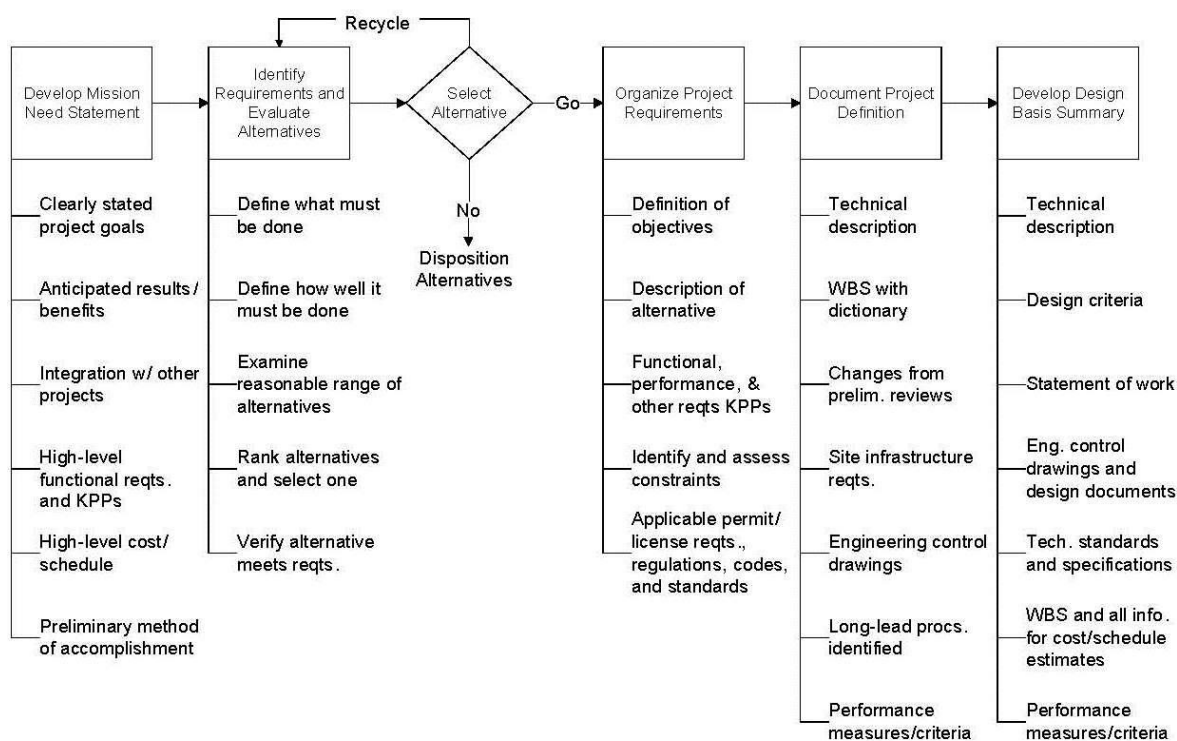 Recycle
Develop Mission
Need Statement
Identify
Requirements and
Evaluate
Alternatives
Select
Alternative
Go
Organize Project
Requirements
Document Project
Definition
Develop Design
Basis Summary
No
Disposition
Alternatives
Clearly stated
project goals
Anticipated results/
benefits
Integration w/ other
projects
High-level
functional reqts.
and KPPs
High-level cost/
schedule
Preliminary method
of accomplishment
Define what must
be done
Define how well it
must be done
Examine
reasonable range of
alternatives
Rank alternatives
and select one
Verify alternative
meets reqts.
Definition of
objectives
Description of
alternative
Functional,
performance, &
other reqts KPPs
Identify and assess
constraints
Applicable permit/
license reqts.,
regulations, codes,
and standards
Technical
description
WBS with
dictionary
Changes from
prelim. reviews
Site infrastructure
reqts.
Engineering control
drawings
Long-lead procs.
identified
Performance
measures/criteria
Technical
description
Design criteria
Statement of work
Eng. control
drawings and
design documents
Tech. standards
and specifications
WBS and all info.
for cost/schedule
estimates
Performance
measures/criteria